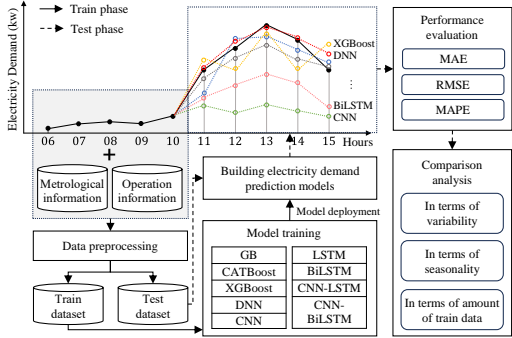 Train phase
Test phase
Electricity Demand (kw)
XGBoost
DNN
BiLSTM
CNN
06 07 08 09 10 11 12 13 14 15 Hours
+
Metrological
information
Operation
information
Data preprocessing
Train
dataset
Test
dataset
Building electricity demand
prediction models
Model deployment
Model training
GB
CATBoost
XGBoost
DNN
CNN
LSTM
BiLSTM
CNN-LSTM
CNN-
BiLSTM
Performance
evaluation
MAE
RMSE
MAPE
Comparison
analysis
In terms of
variability
In terms of
seasonality
In terms of amount
of train data